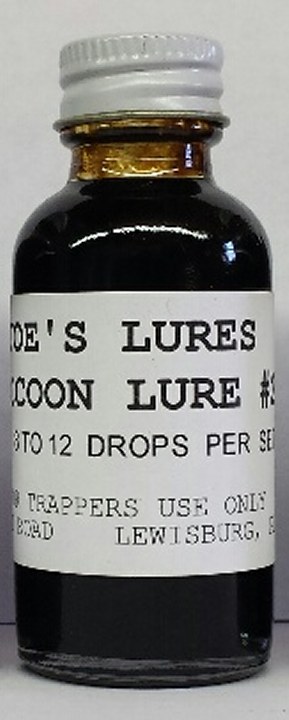 OE'S LURES
COON LURE #
8 TO 12 DROPS PER SE
TRAPPERS USE ONLY
ROAD LEWISBURG,